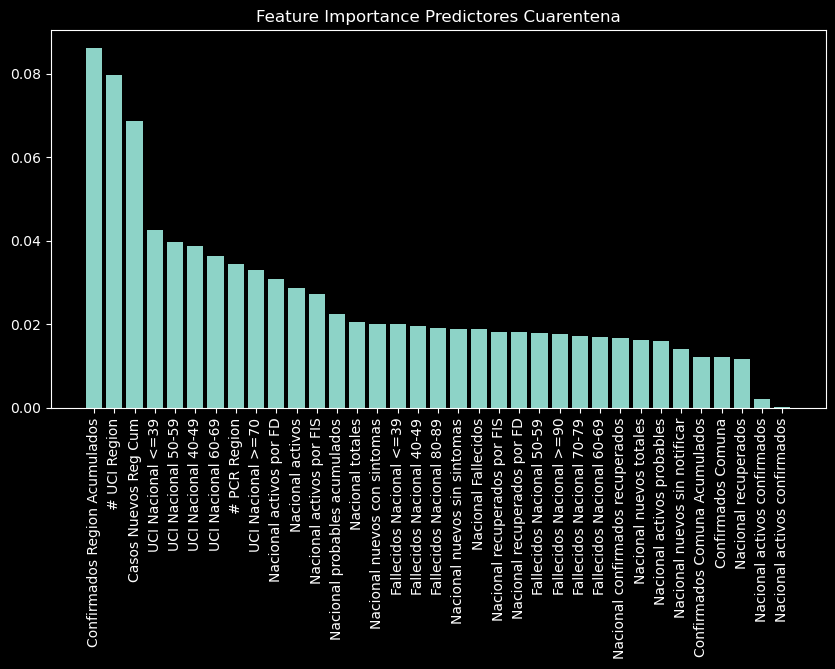 Feature Importance Predictores Cuarentena
0.08
0.06
0.04
0.02
0.00
Confirmados Region Acumulados
# UCI Region
Casos Nuevos Reg Cum
UCI Nacional <=39
UCI Nacional 50-59
UCI Nacional 40-49
UCI Nacional 60-69
# PCR Region
UCI Nacional >=70
Nacional activos por FD
Nacional activos
Nacional activos por FIS
Nacional probables acumulados
Nacional totales
Nacional nuevos con sintomas
Fallecidos Nacional <=39
Fallecidos Nacional 40-49
Fallecidos Nacional 80-89
Nacional nuevos sin sintomas
Nacional Fallecidos
Nacional recuperados por FIS
Nacional recuperados por FD
Fallecidos Nacional 50-59
Fallecidos Nacional >=90
Fallecidos Nacional 70-79
Fallecidos Nacional 60-69
Nacional confirmados recuperados
Nacional nuevos totales
Nacional activos probables
Nacional nuevos sin notificar
Confirmados Comuna Acumulados
Confirmados Comuna
Nacional recuperados
Nacional activos confirmados
Nacional activos confirmados